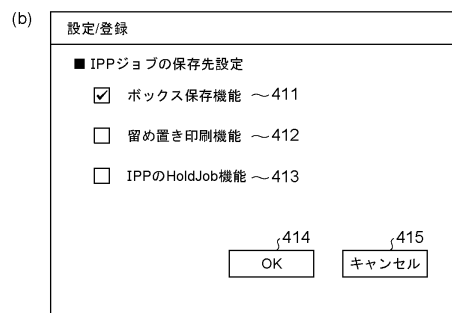 (b)
設定/登録
■ IPPジョブの保存先設定
ボックス保存機能 ～411
留め置き印刷機能 ～412
IPPのHoldJob機能 ～413
414 415
OK キャンセル